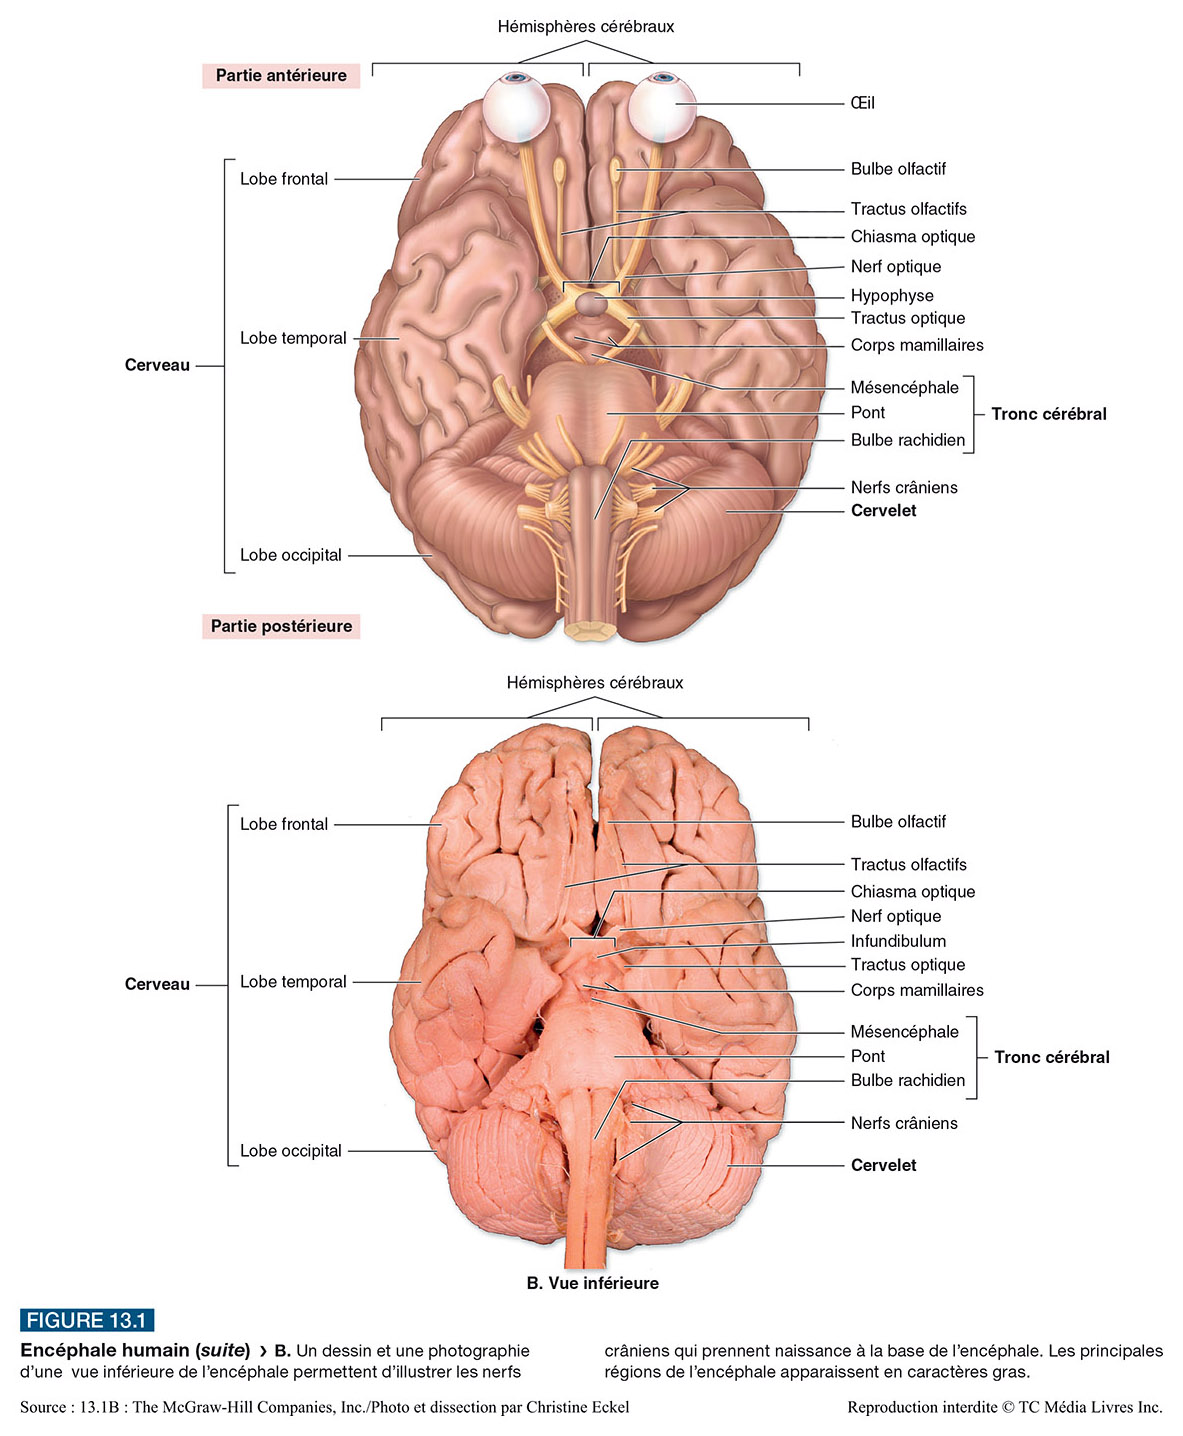 Hémisphères cérébraux
Partie antérieure
Œil
Bulbe olfactif
Lobe frontal
Tractus olfactifs
Chiasma optique
Nerf optique
Hypophyse
Tractus optique
Lobe temporal
Corps mamillaires
Cerveau
Mésencéphale
Pont
Tronc cérébral
Bulbe rachidien
Nerfs crâniens
Cervelet
Lobe occipital
Partie postérieure
Hémisphères cérébraux
Lobe frontal
Bulbe olfactif
Tractus olfactifs
Chiasma optique
Nerf optique
Infundibulum
Tractus optique
Lobe temporal
Cerveau
Corps mamillaires
Mésencéphale
Pont
Tronc cérébral
Bulbe rachidien
Nerfs crâniens
Lobe occipital
Cervelet
B. Vue inférieure
FIGURE 13.1
Encéphale humain (suite) › B. Un dessin et une photographie
d’une vue inférieure de l’encéphale permettent d’illustrer les nerfs
crâniens qui prennent naissance à la base de l’encéphale. Les principales
régions de l’encéphale apparaissent en caractères gras.
Source : 13.1B : The McGraw-Hill Companies, Inc./Photo et dissection par Christine Eckel
Reproduction interdite © TC Média Livres Inc.